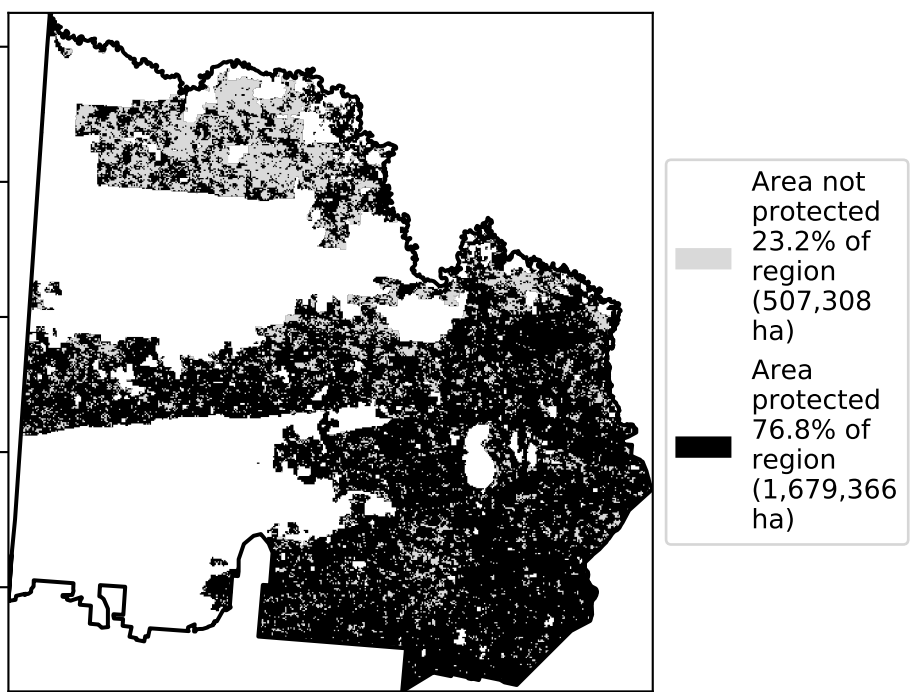 Area not
protected
23.2% of
region
(507,308
ha)
Area
protected
76.8% of
region
(1,679,366
ha)